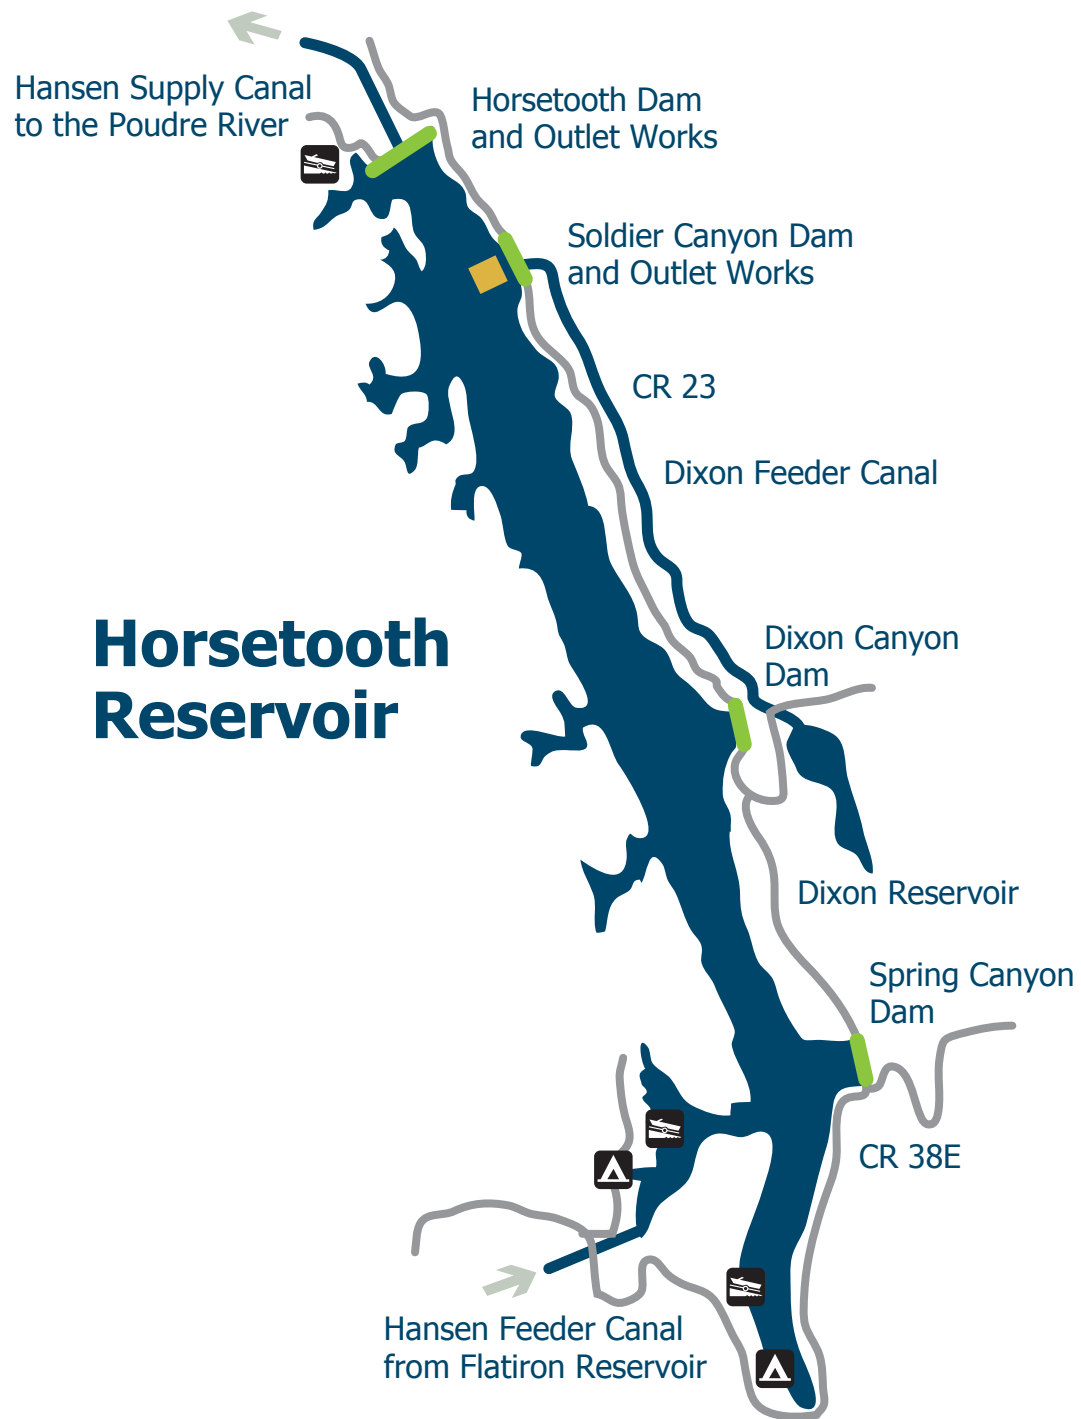 Hansen Supply Canal
to the Poudre River
Horsetooth Dam
and Outlet Works
Soldier Canyon Dam
and Outlet Works
CR 23
Dixon Feeder Canal
Horsetooth
Reservoir
Dixon Canyon
Dam
Dixon Reservoir
Spring Canyon
Dam
CR 38E
Hansen Feeder Canal
from Flatiron Reservoir